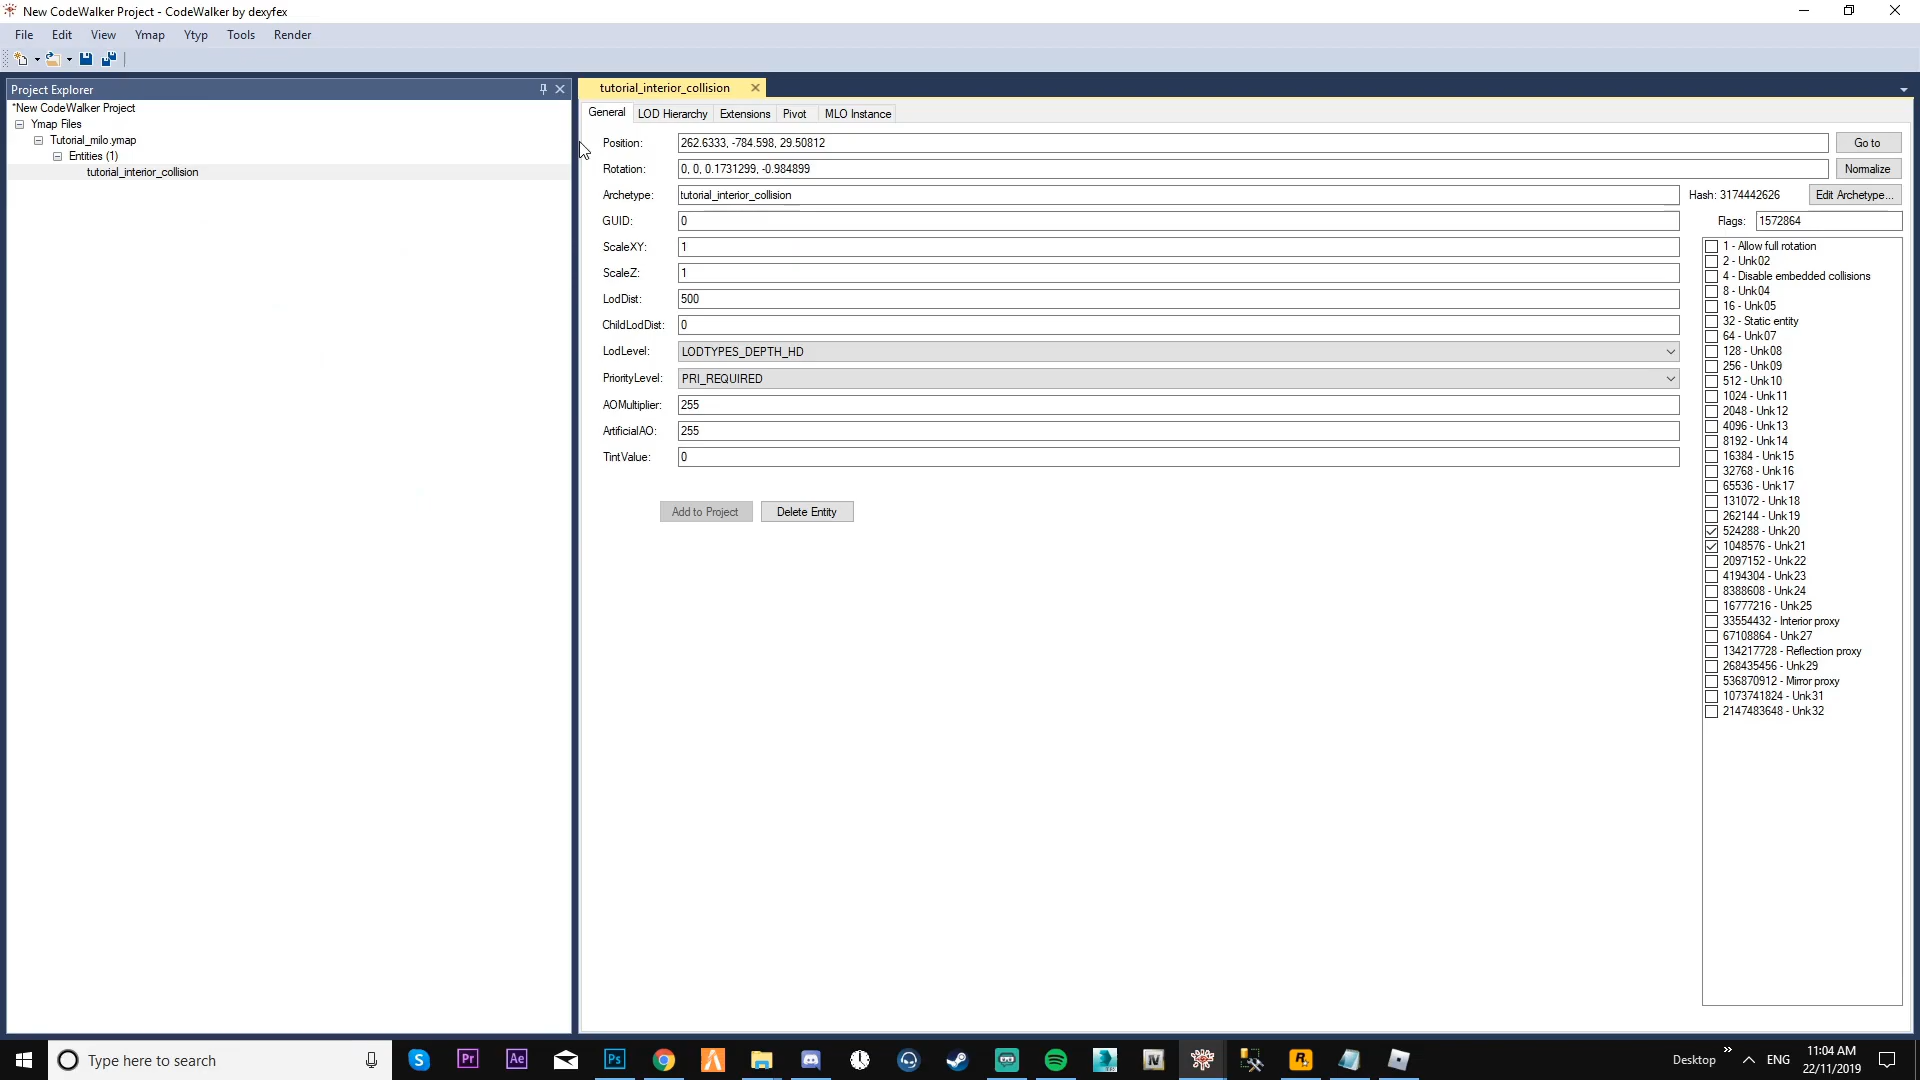 New CodeWalker Project - CodeWalker by dexyfex
File Edit View Ymap Ytyp Tools Render
Project Explorer
*New CodeWalker Project
Ymap Files
Tutorial_milo.ymap
Entities (1)
tutorial_interior_collision
tutorial_interior_collision
General LOD Hierarchy Extensions Pivot MLO Instance
Position: 262.6333, -784.598, 29.50812 Go to
Rotation: 0, 0, 0.1731299, -0.984899 Normalize
Archetype: tutorial_interior_collision Hash: 3174442626 Edit Archetype...
GUID: 0 Flags: 1572864
ScaleXY: 1
ScaleZ: 1
LodDist: 500
ChildLodDist: 0
LodLevel: LODTYPES_DEPTH_HD
PriorityLevel: PRI_REQUIRED
AOMultiplier: 255
ArtificialAO: 255
TintValue: 0
Add to Project Delete Entity
1 - Allow full rotation
2 - Unk02
4 - Disable embedded collisions
8 - Unk04
16 - Unk05
32 - Static entity
64 - Unk07
128 - Unk08
256 - Unk09
512 - Unk10
1024 - Unk11
2048 - Unk12
4096 - Unk13
8192 - Unk14
16384 - Unk15
32768 - Unk16
65536 - Unk17
131072 - Unk18
262144 - Unk19
524288 - Unk20
1048576 - Unk21
2097152 - Unk22
4194304 - Unk23
8388608 - Unk24
16777216 - Unk25
33554432 - Interior proxy
67108864 - Unk27
134217728 - Reflection proxy
268435456 - Unk29
536870912 - Mirror proxy
1073741824 - Unk31
2147483648 - Unk32
Type here to search
Pr Ae Ps
Desktop ENG 11:04 AM
22/11/2019